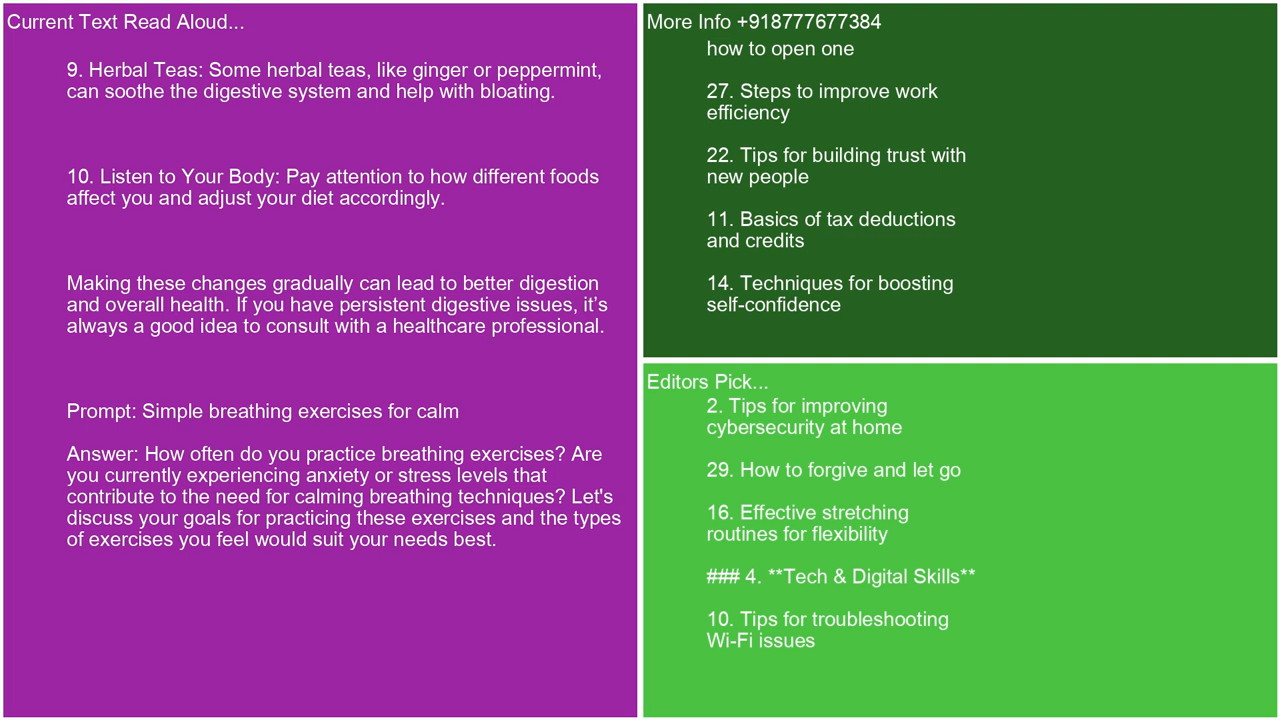 Current Text Read Aloud...
9. Herbal Teas: Some herbal teas, like ginger or peppermint,
can soothe the digestive system and help with bloating.
10. Listen to Your Body: Pay attention to how different foods
affect you and adjust your diet accordingly.
Making these changes gradually can lead to better digestion
and overall health. If you have persistent digestive issues, it’s
always a good idea to consult with a healthcare professional.
Prompt: Simple breathing exercises for calm
Answer: How often do you practice breathing exercises? Are
you currently experiencing anxiety or stress levels that
contribute to the need for calming breathing techniques? Let's
discuss your goals for practicing these exercises and the types
of exercises you feel would suit your needs best.
More Info +918777677384
how to open one
27. Steps to improve work
efficiency
22. Tips for building trust with
new people
11. Basics of tax deductions
and credits
14. Techniques for boosting
self-confidence
Editors Pick...
2. Tips for improving
cybersecurity at home
29. How to forgive and let go
16. Effective stretching
routines for flexibility
### 4. **Tech & Digital Skills**
10. Tips for troubleshooting
Wi-Fi issues